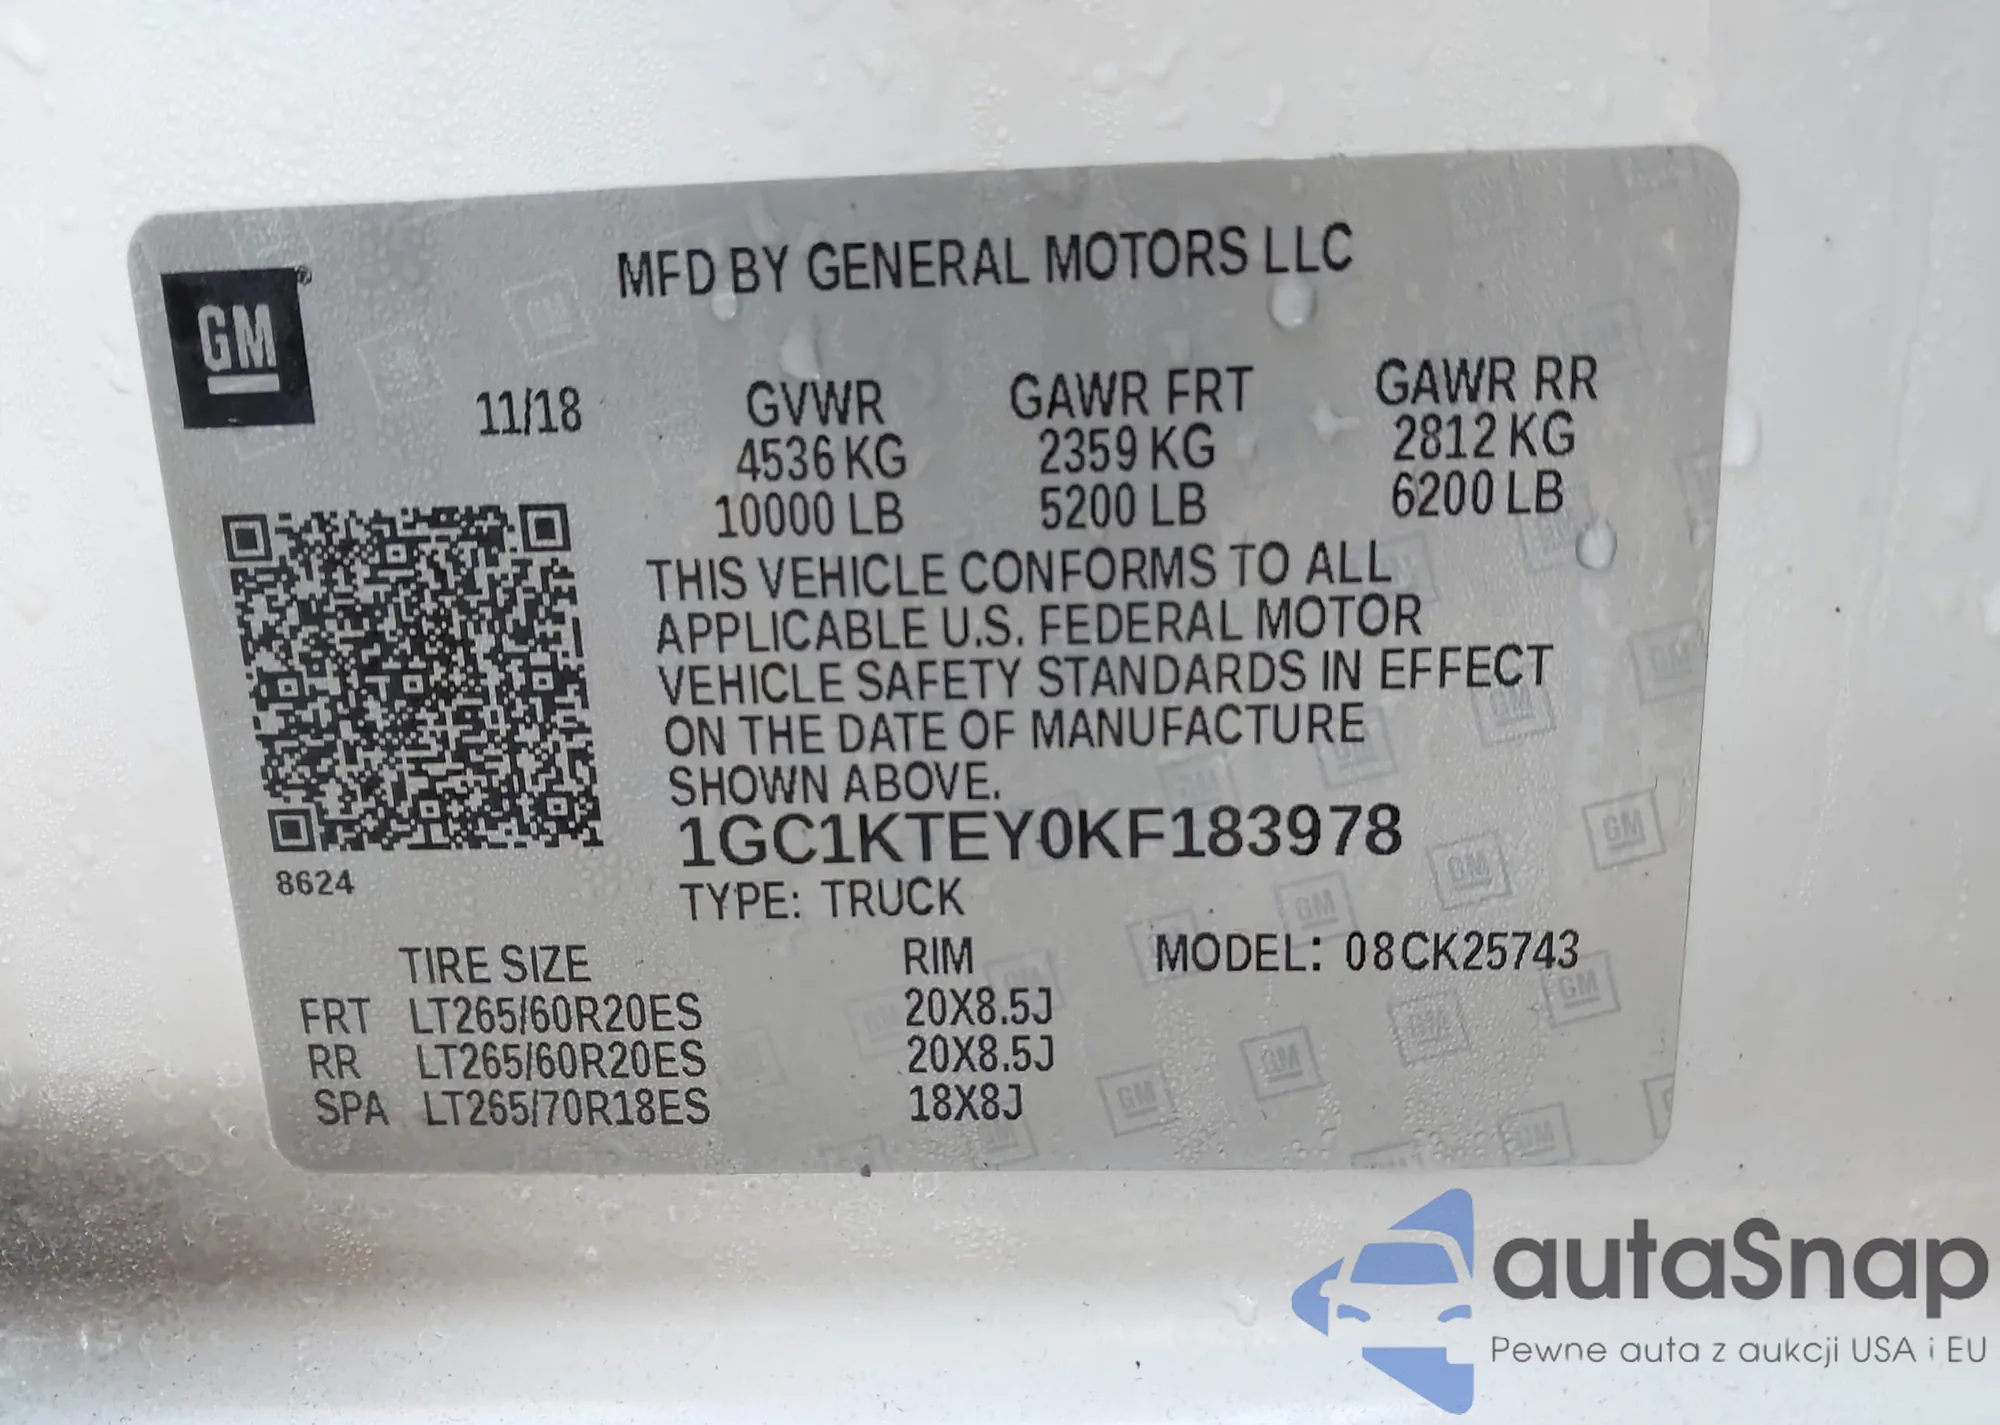 MFD BY GENERAL MOTORS LLC
GM
11/18
GVWR GAWR FRT GAWR RR
4536 KG 2359 KG 2812 KG
10000 LB 5200 LB 6200 LB
THIS VEHICLE CONFORMS TO ALL
APPLICABLE U.S. FEDERAL MOTOR
VEHICLE SAFETY STANDARDS IN EFFECT
ON THE DATE OF MANUFACTURE
SHOWN ABOVE.
1GC1KTEY0KF183978
8624
TYPE: TRUCK
TIRE SIZE RIM MODEL: 08CK25743
FRT LT265/60R20ES 20X8.5J
RR LT265/60R20ES 20X8.5J
SPA LT265/70R18ES 18X8J
autaSnap
Pewne auta z aukcji USA i EU